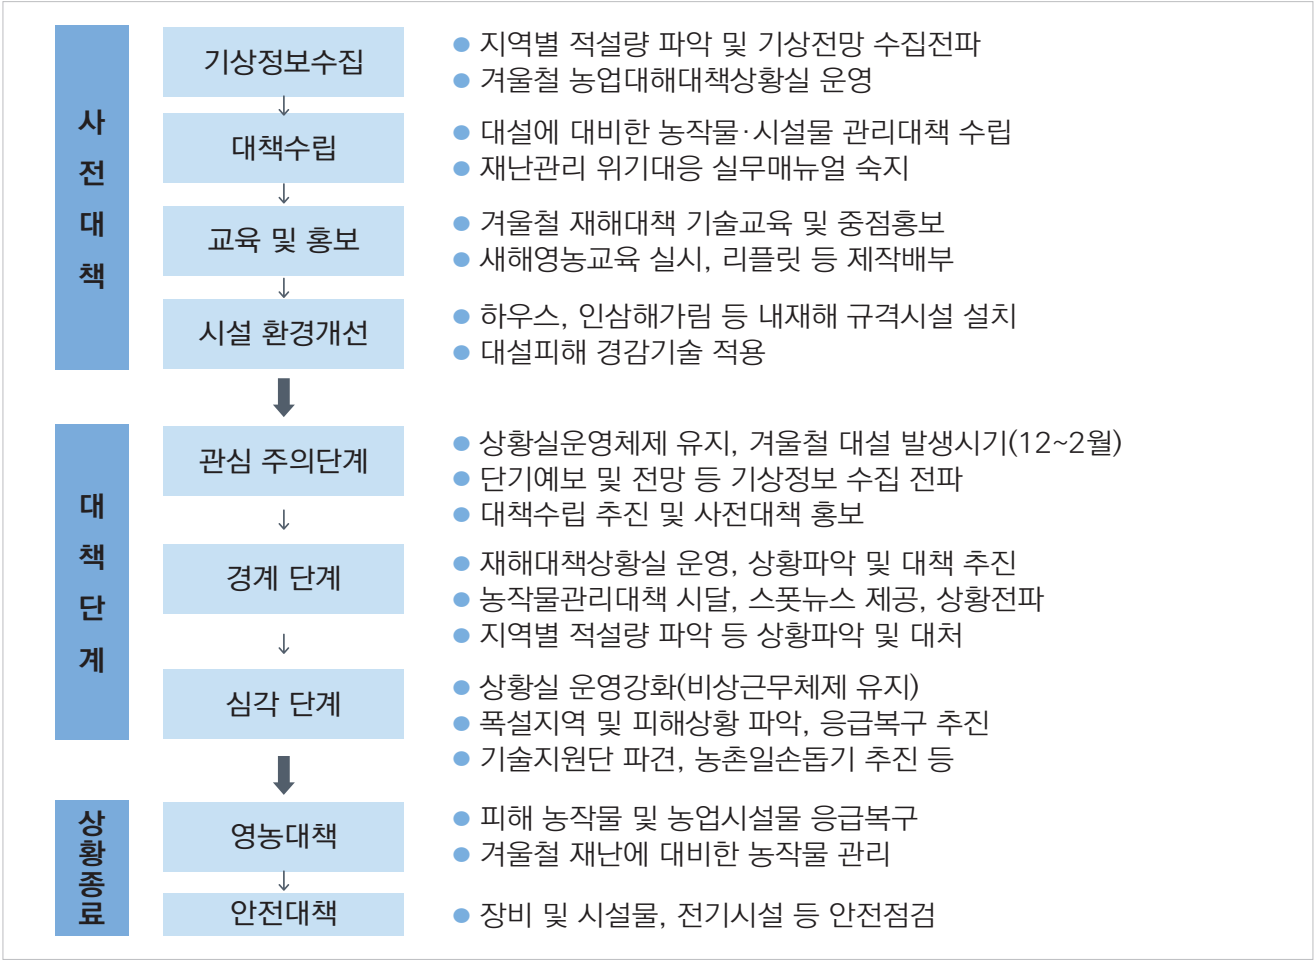 사전대책
기상정보수집
● 지역별 적설량 파악 및 기상전망 수집전파
● 겨울철 농업대해대책상황실 운영
↓
대책수립
● 대설에 대비한 농작물·시설물 관리대책 수립
● 재난관리 위기대응 실무매뉴얼 숙지
↓
교육 및 홍보
● 겨울철 재해대책 기술교육 및 중점홍보
● 새해영농교육 실시, 리플릿 등 제작배부
↓
시설 환경개선
● 하우스, 인삼해가림 등 내재해 규격시설 설치
● 대설피해 경감기술 적용
대책단계
관심 주의단계
● 상황실운영체제 유지, 겨울철 대설 발생시기(12~2월)
● 단기예보 및 전망 등 기상정보 수집 전파
● 대책수립 추진 및 사전대책 홍보
↓
경계 단계
● 재해대책상황실 운영, 상황파악 및 대책 추진
● 농작물관리대책 시달, 스폿뉴스 제공, 상황전파
● 지역별 적설량 파악 등 상황파악 및 대처
↓
심각 단계
● 상황실 운영강화(비상근무체제 유지)
● 폭설지역 및 피해상황 파악, 응급복구 추진
● 기술지원단 파견, 농촌일손돕기 추진 등
상황종료
영농대책
● 피해 농작물 및 농업시설물 응급복구
● 겨울철 재난에 대비한 농작물 관리
↓
안전대책
● 장비 및 시설물, 전기시설 등 안전점검